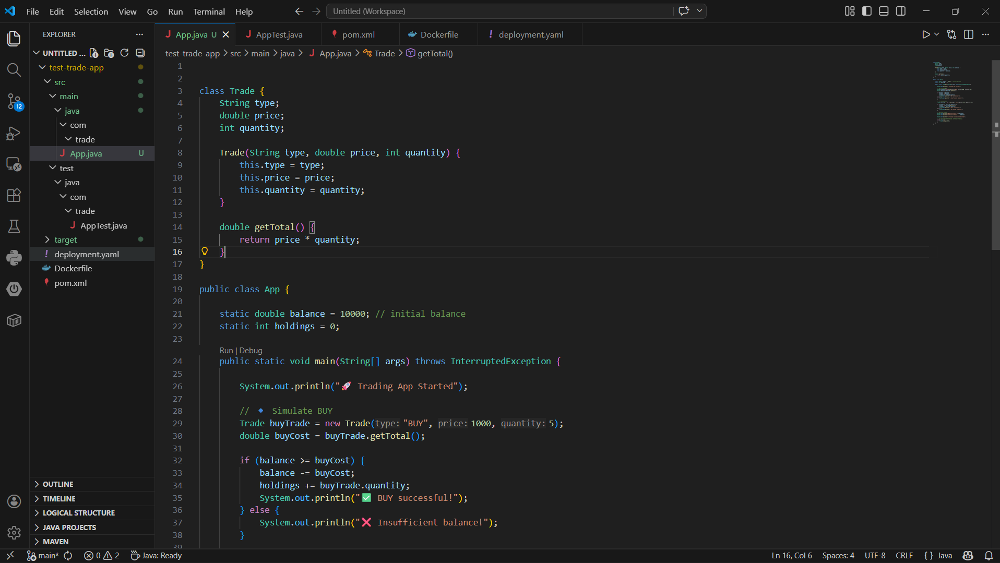 File Edit Selection View Go Run Terminal Help
Untitled (Workspace)
EXPLORER
UNTITLED ...
test-trade-app
src
main
java
com
trade
App.java U
test
java
com
trade
AppTest.java
target
deployment.yaml
Dockerfile
pom.xml
OUTLINE
TIMELINE
LOGICAL STRUCTURE
JAVA PROJECTS
MAVEN
12
App.java U
AppTest.java
pom.xml
Dockerfile
deployment.yaml
test-trade-app > src > main > java > App.java > Trade > getTotal()
1
2
3 class Trade {
4 String type;
5 double price;
6 int quantity;
7
8 Trade(String type, double price, int quantity) {
9 this.type = type;
10 this.price = price;
11 this.quantity = quantity;
12 }
13
14 double getTotal() {
15 return price * quantity;
16 }
17 }
18
19 public class App {
20
21 static double balance = 10000; // initial balance
22 static int holdings = 0;
23
Run | Debug
24 public static void main(String[] args) throws InterruptedException {
25
26 System.out.println("🚀 Trading App Started");
27
28 // 🔹 Simulate BUY
29 Trade buyTrade = new Trade(type: "BUY", price: 1000, quantity: 5);
30 double buyCost = buyTrade.getTotal();
31
32 if (balance >= buyCost) {
33 balance -= buyCost;
34 holdings += buyTrade.quantity;
35 System.out.println("✅ BUY successful!");
36 } else {
37 System.out.println("❌ Insufficient balance!");
38 }
39
main* 0 2 Java: Ready
Ln 16, Col 6 Spaces: 4 UTF-8 CRLF { } Java